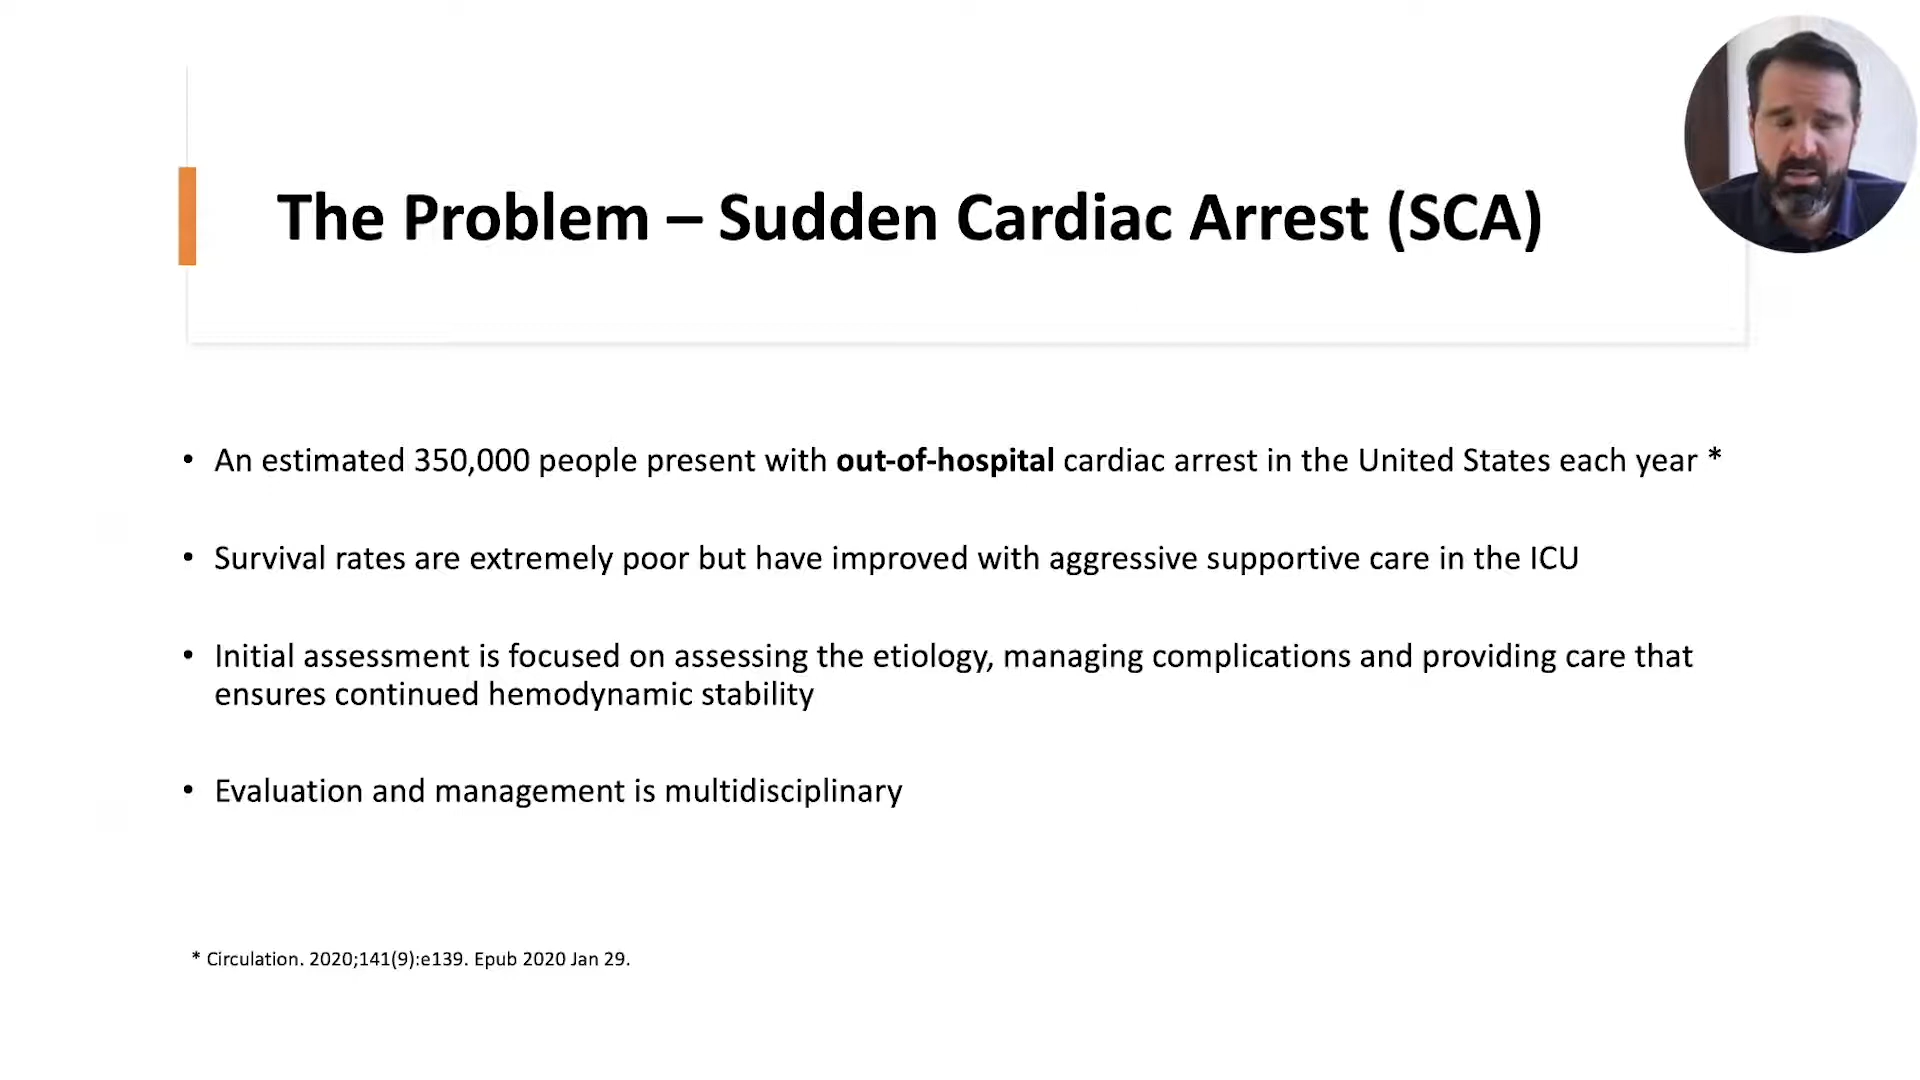 The Problem – Sudden Cardiac Arrest (SCA)
• An estimated 350,000 people present with out-of-hospital cardiac arrest in the United States each year *
• Survival rates are extremely poor but have improved with aggressive supportive care in the ICU
• Initial assessment is focused on assessing the etiology, managing complications and providing care that
ensures continued hemodynamic stability
• Evaluation and management is multidisciplinary
* Circulation. 2020;141(9):e139. Epub 2020 Jan 29.